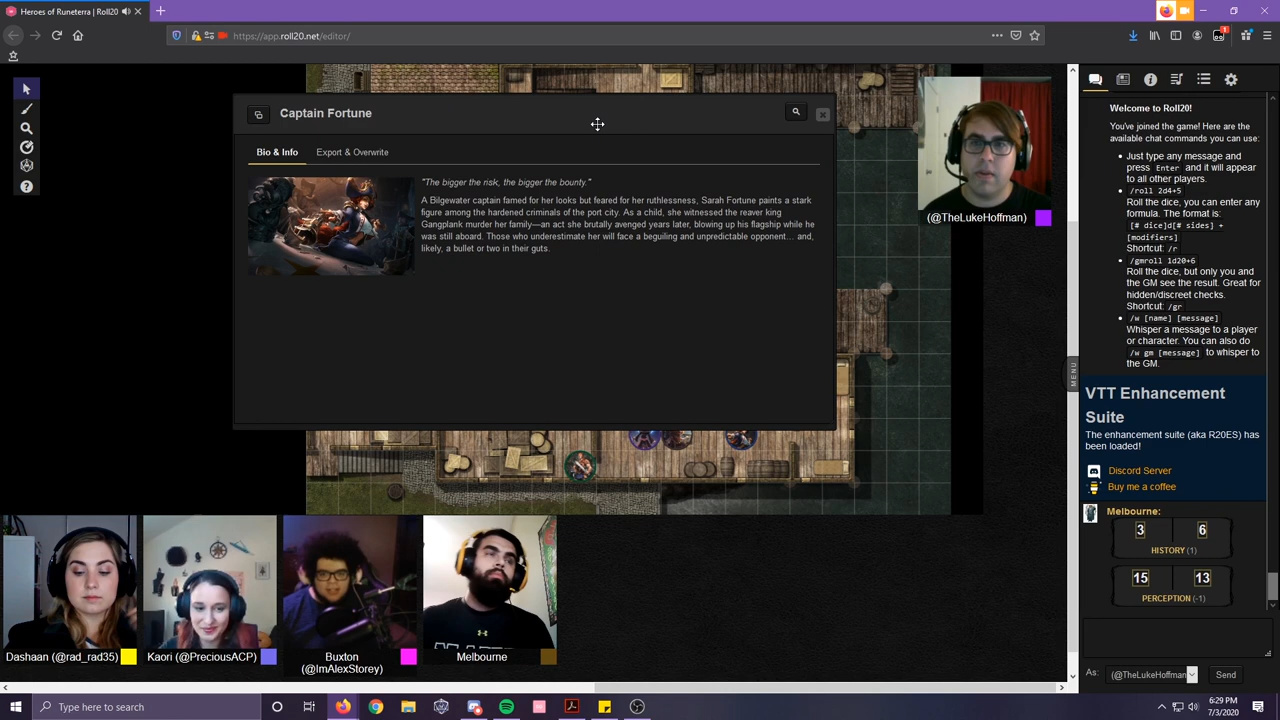 Heroes of Runeterra | Roll20
https://app.roll20.net/editor/
Captain Fortune
Bio & Info
Export & Overwrite
"The bigger the risk, the bigger the bounty."
A Bilgewater captain famed for her looks but feared for her ruthlessness, Sarah Fortune paints a stark
figure among the hardened criminals of the port city. As a child, she witnessed the reaver king
Gangplank murder her family—an act she brutally avenged years later, blowing up his flagship while he
was still aboard. Those who underestimate her will face a beguiling and unpredictable opponent... and,
likely, a bullet or two in their guts.
(@TheLukeHoffman)
MENU
Welcome to Roll20!
You've joined the game! Here are the
available chat commands you can use:
• Just type any message and
press Enter and it will appear
to all other players.
• /roll 2d4+5
Roll the dice, you can enter any
formula. The format is:
[# dice]d[# sides] +
[modifiers]
Shortcut: /r
• /gmroll 1d20+6
Roll the dice, but only you and
the GM see the result. Great for
hidden/discreet checks.
Shortcut: /gr
• /w [name] [message]
Whisper a message to a player
or character. You can also do
/w gm [message] to whisper to
the GM.
VTT Enhancement
Suite
The enhancement suite (aka R20ES) has
been loaded!
Discord Server
Buy me a coffee
Melbourne:
3 6
HISTORY (1)
15 13
PERCEPTION (-1)
As: (@TheLukeHoffman
Send
Dashaan (@rad_rad35)
Kaori (@PreciousACP)
Buxton
(@ImAlexStorey)
Melbourne
Type here to search
6:29 PM
7/3/2020